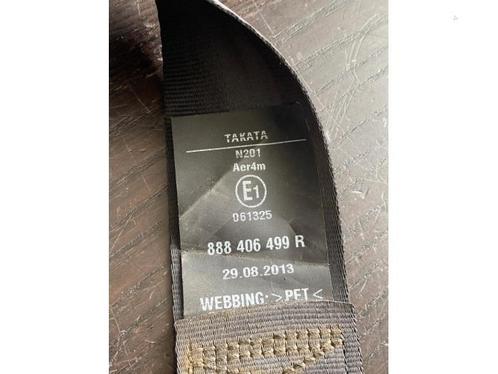 TAKATA
N201
Aer4m
E1
061325
888 406 499 R
29.08.2013
WEBBING: >PET<